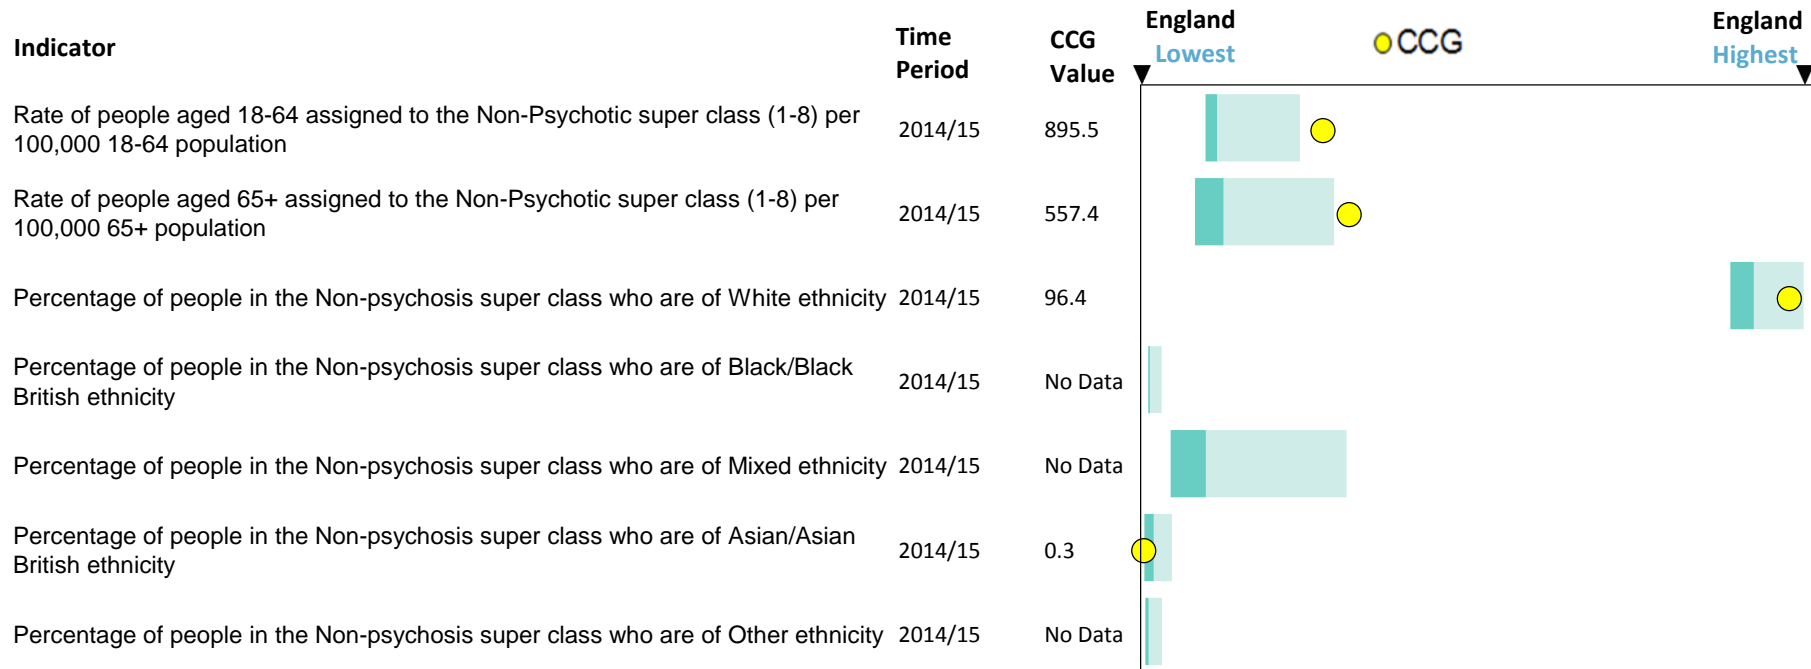 Indicator
Time
Period
CCG
Value
England
Lowest
CCG
England
Highest
Rate of people aged 18-64 assigned to the Non-Psychotic super class (1-8) per
100,000 18-64 population
2014/15
895.5
Rate of people aged 65+ assigned to the Non-Psychotic super class (1-8) per
100,000 65+ population
2014/15
557.4
Percentage of people in the Non-psychosis super class who are of White ethnicity
2014/15
96.4
Percentage of people in the Non-psychosis super class who are of Black/Black
British ethnicity
2014/15
No Data
Percentage of people in the Non-psychosis super class who are of Mixed ethnicity
2014/15
No Data
Percentage of people in the Non-psychosis super class who are of Asian/Asian
British ethnicity
2014/15
0.3
Percentage of people in the Non-psychosis super class who are of Other ethnicity
2014/15
No Data